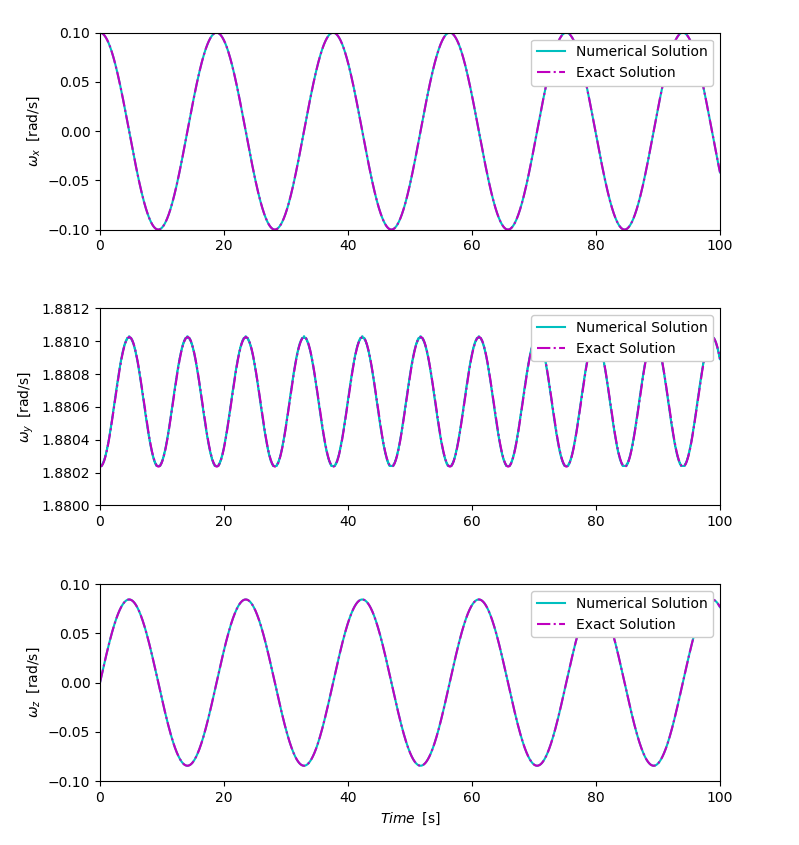 0.10
0.05
0.00
−0.05
−0.10
ωx [rad/s]
Numerical Solution
Exact Solution
0 20 40 60 80 100
1.8812
1.8810
1.8808
1.8806
1.8804
1.8802
1.8800
ωy [rad/s]
Numerical Solution
Exact Solution
0 20 40 60 80 100
0.10
0.05
0.00
−0.05
−0.10
ωz [rad/s]
Numerical Solution
Exact Solution
0 20 40 60 80 100
Time [s]